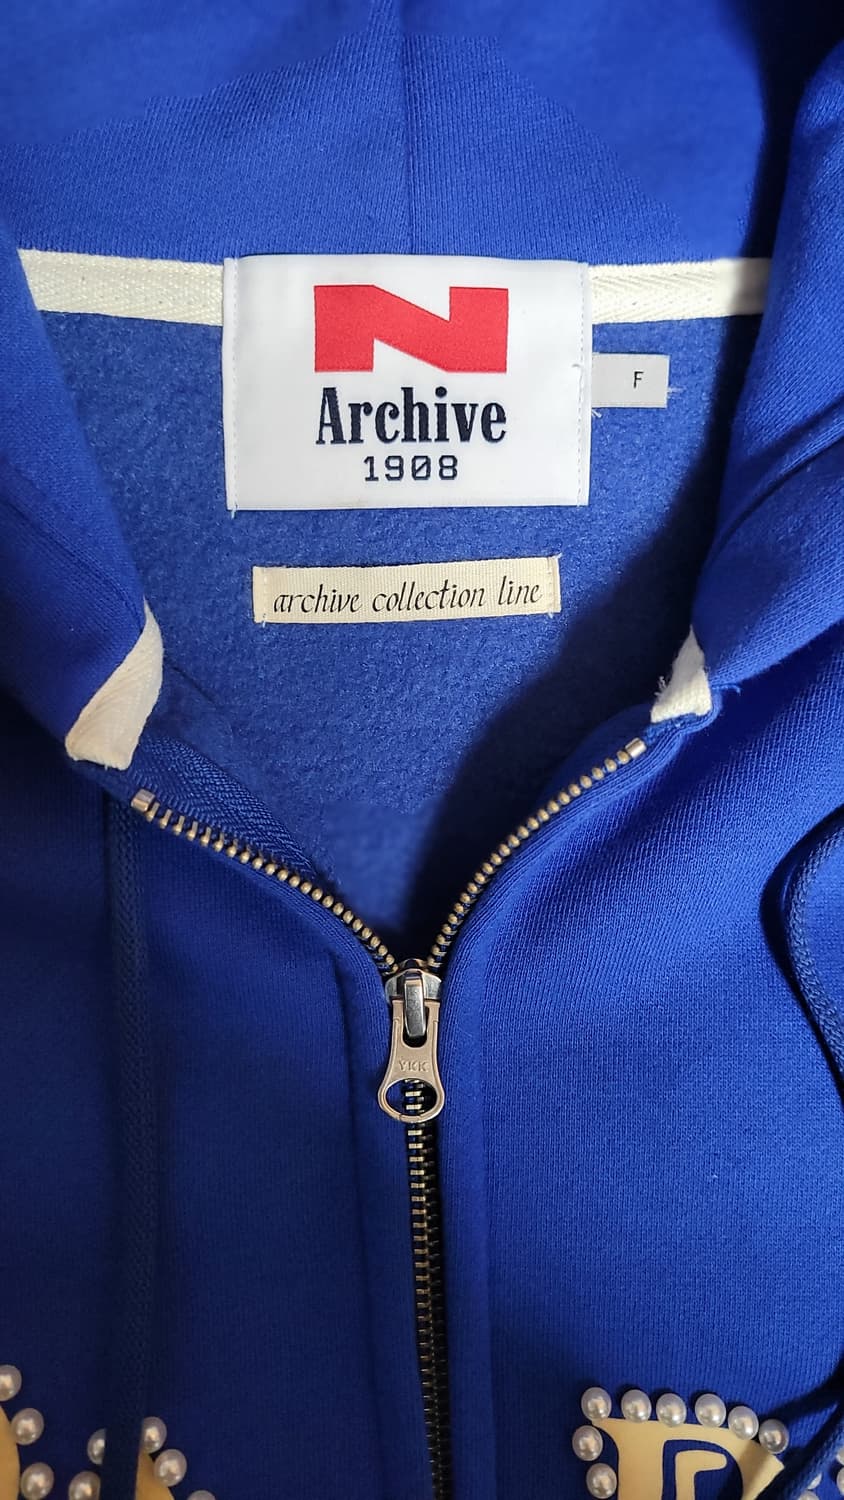 N
Archive
1908
F
archive collection line
YKK